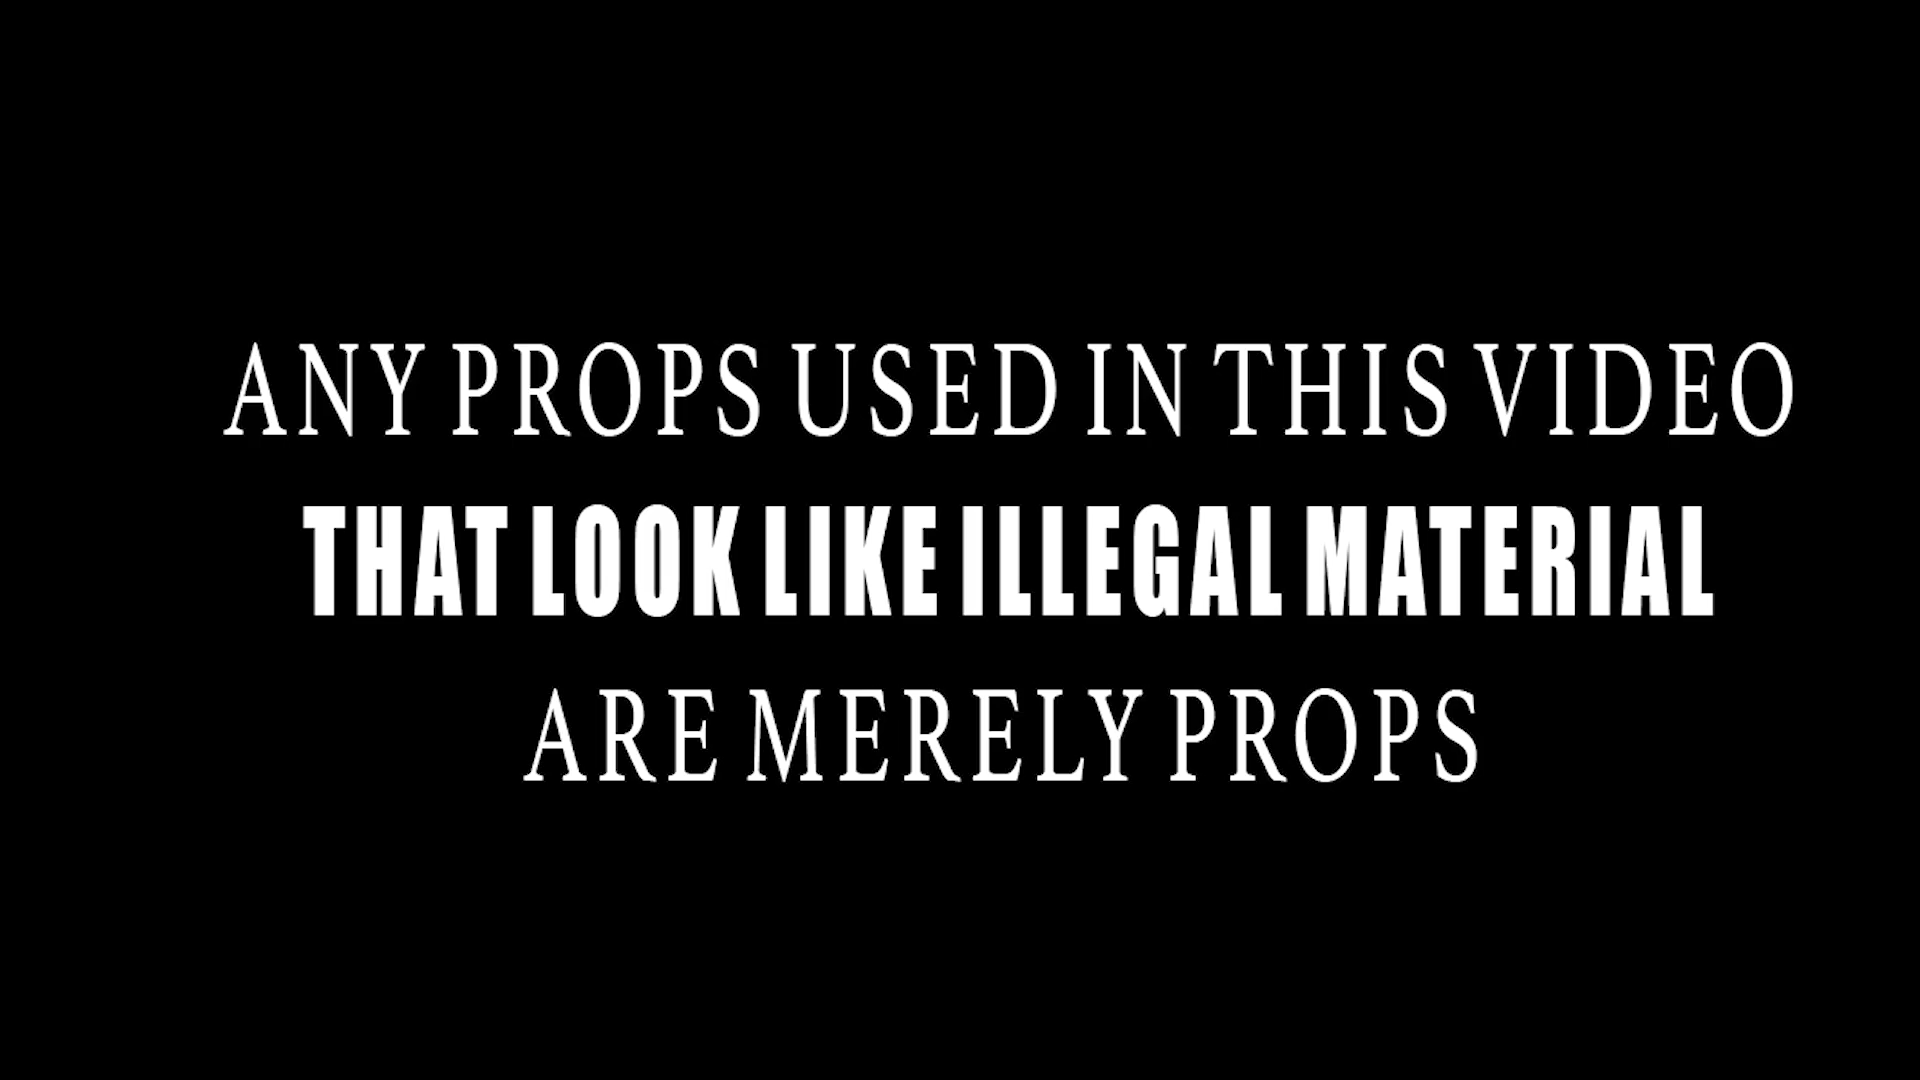 ANY PROPS USED IN THIS VIDEO
THAT LOOK LIKE ILLEGAL MATERIAL
ARE MERELY PROPS